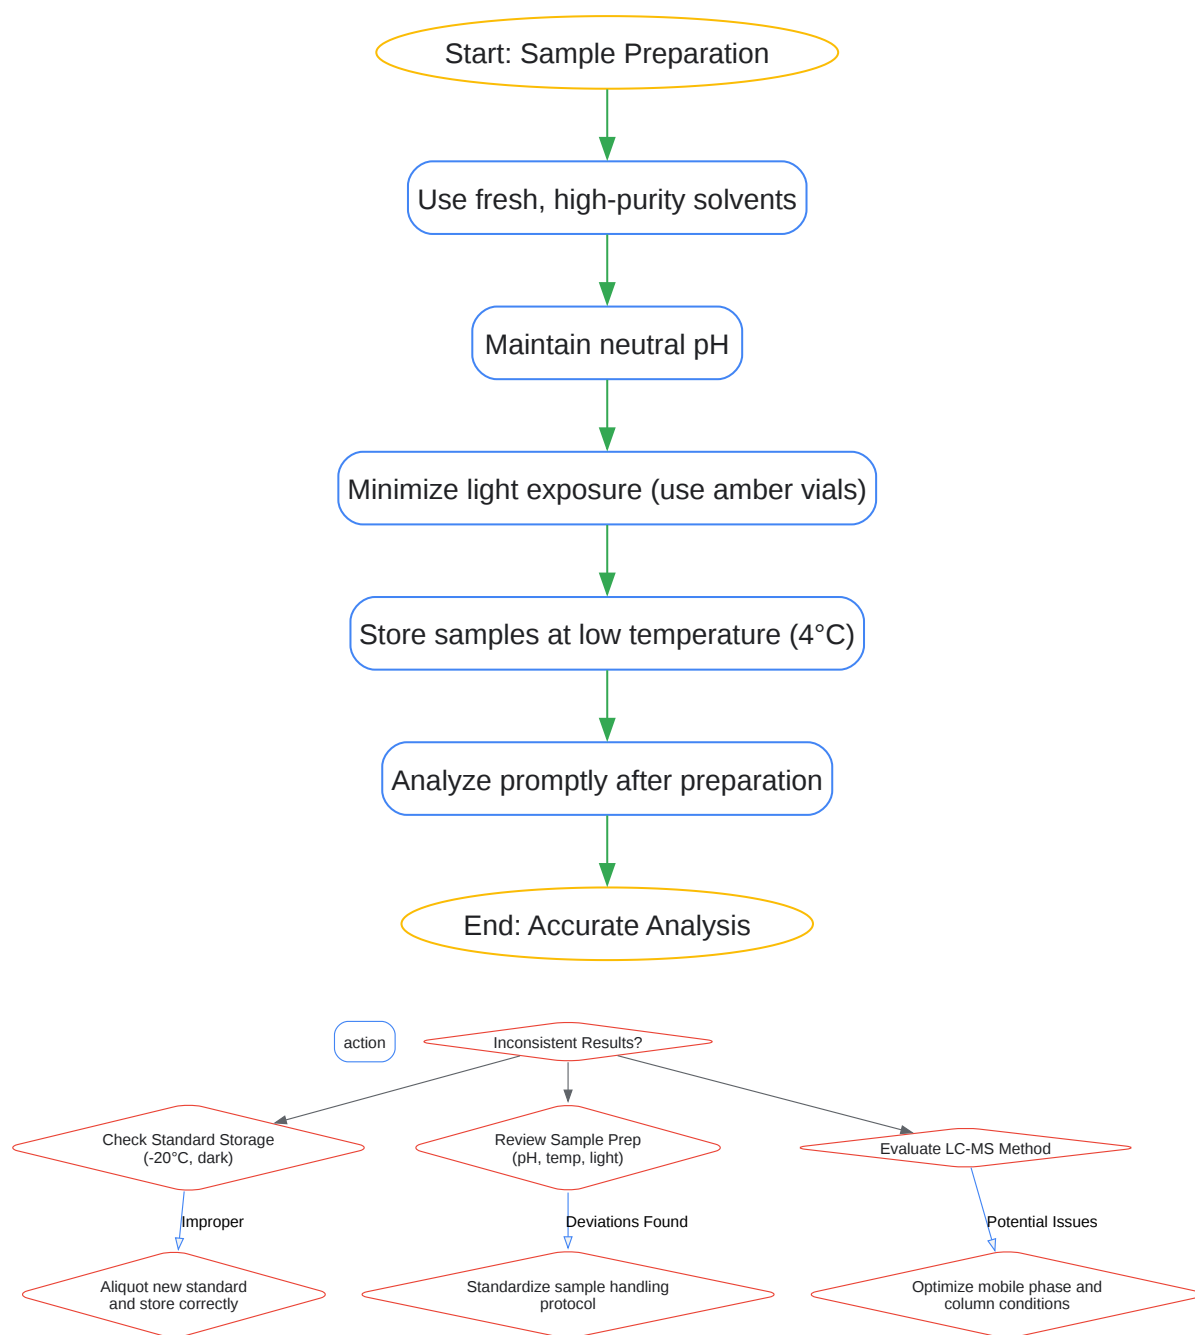 Start: Sample Preparation
Use fresh, high-purity solvents
Maintain neutral pH
Minimize light exposure (use amber vials)
Store samples at low temperature (4°C)
Analyze promptly after preparation
End: Accurate Analysis
action
Inconsistent Results?
Check Standard Storage
(-20°C, dark)
Review Sample Prep
(pH, temp, light)
Evaluate LC-MS Method
Improper
Deviations Found
Potential Issues
Aliquot new standard
and store correctly
Standardize sample handling
protocol
Optimize mobile phase and
column conditions